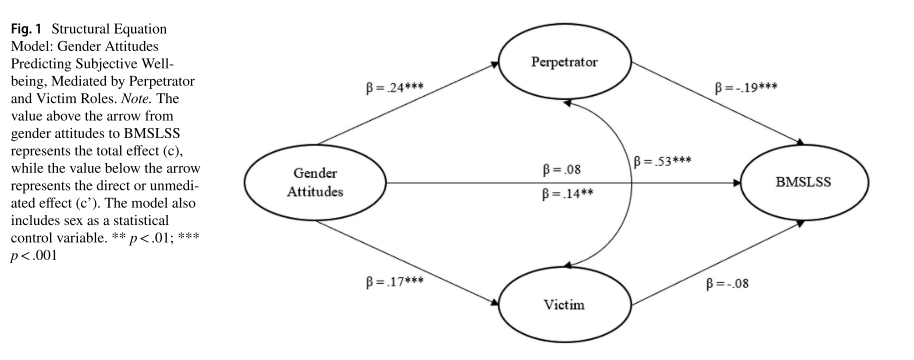 Fig. 1 Structural Equation
Model: Gender Attitudes
Predicting Subjective Well-
being, Mediated by Perpetrator
and Victim Roles. Note. The
value above the arrow from
gender attitudes to BMSLSS
represents the total effect (c),
while the value below the arrow
represents the direct or unmedi-
ated effect (c’). The model also
includes sex as a statistical
control variable. ** p < .01; ***
p < .001
Perpetrator
β = .24***
β = -.19***
Gender
Attitudes
β = .08
β = .14**
β = .53***
BMSLSS
β = .17***
Victim
β = -.08